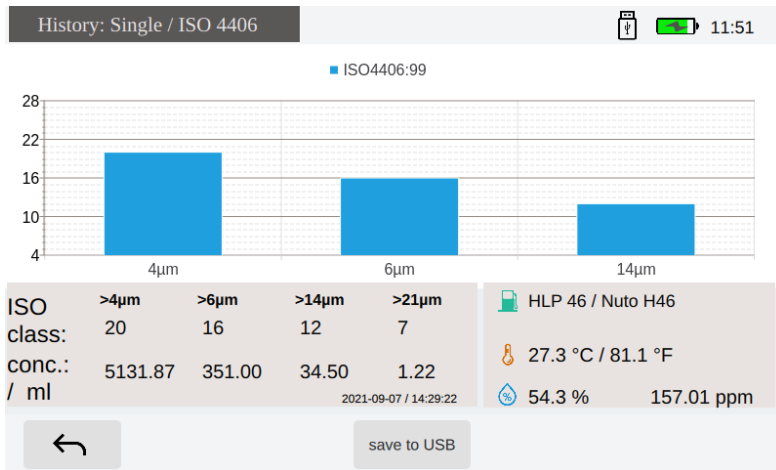 History: Single / ISO 4406
11:51
ISO4406:99
28
22
16
10
4
4µm 6µm 14µm
>4µm >6µm >14µm >21µm
ISO class: 20 16 12 7
conc.: / ml 5131.87 351.00 34.50 1.22
2021-09-07 / 14:29:22
HLP 46 / Nuto H46
27.3 °C / 81.1 °F
% 54.3 % 157.01 ppm
save to USB